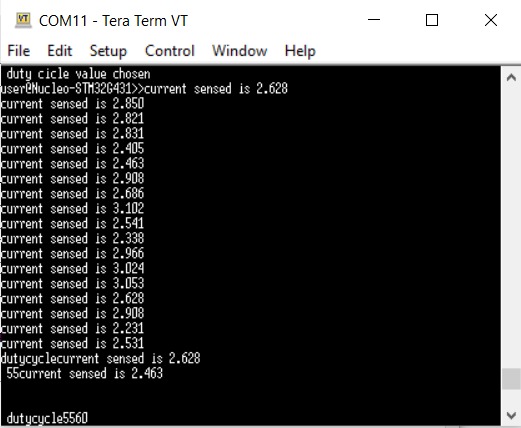 COM11 - Tera Term VT
File Edit Setup Control Window Help
duty cicle value chosen
user@Nucleo-STM32G431>>current sensed is 2.628
current sensed is 2.850
current sensed is 2.821
current sensed is 2.831
current sensed is 2.405
current sensed is 2.463
current sensed is 2.908
current sensed is 2.686
current sensed is 3.102
current sensed is 2.541
current sensed is 2.338
current sensed is 2.966
current sensed is 3.024
current sensed is 3.053
current sensed is 2.628
current sensed is 2.908
current sensed is 2.231
current sensed is 2.531
dutycyclecurrent sensed is 2.628
55current sensed is 2.463
dutycycle5560